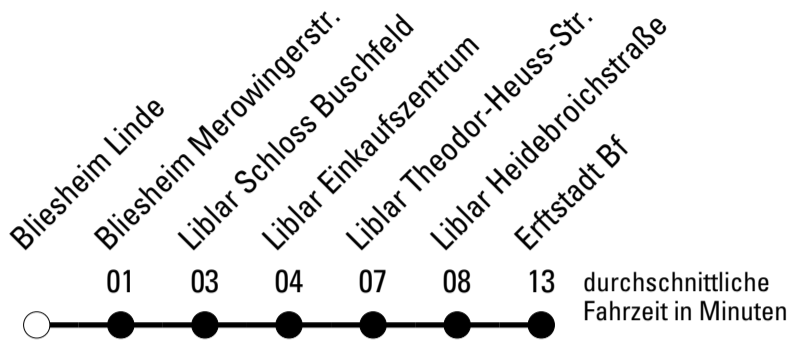 Bliesheim Linde
Bliesheim Merowingerstr.
Liblar Schloss Buschfeld
Liblar Einkaufszentrum
Liblar Theodor-Heuss-Str.
Liblar Heidebroichstraße
Erftstadt Bf
01 03 04 07 08 13 durchschnittliche
Fahrzeit in Minuten